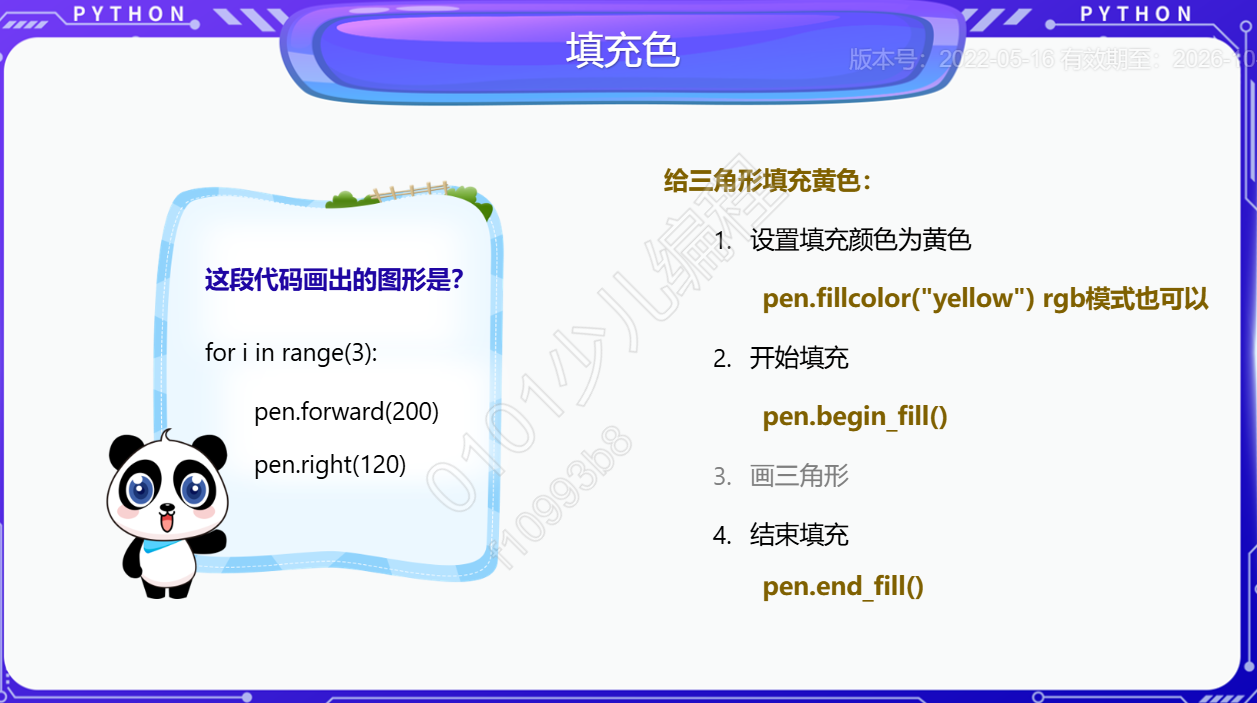 PYTHON
PYTHON
填充色
版本号：2022-05-16 有效期至：2026-10
这段代码画出的图形是？
for i in range(3):
pen.forward(200)
pen.right(120)
给三角形填充黄色：
1. 设置填充颜色为黄色
pen.fillcolor("yellow") rgb模式也可以
2. 开始填充
pen.begin_fill()
3. 画三角形
4. 结束填充
pen.end_fill()
0101少儿编程
f10993b8